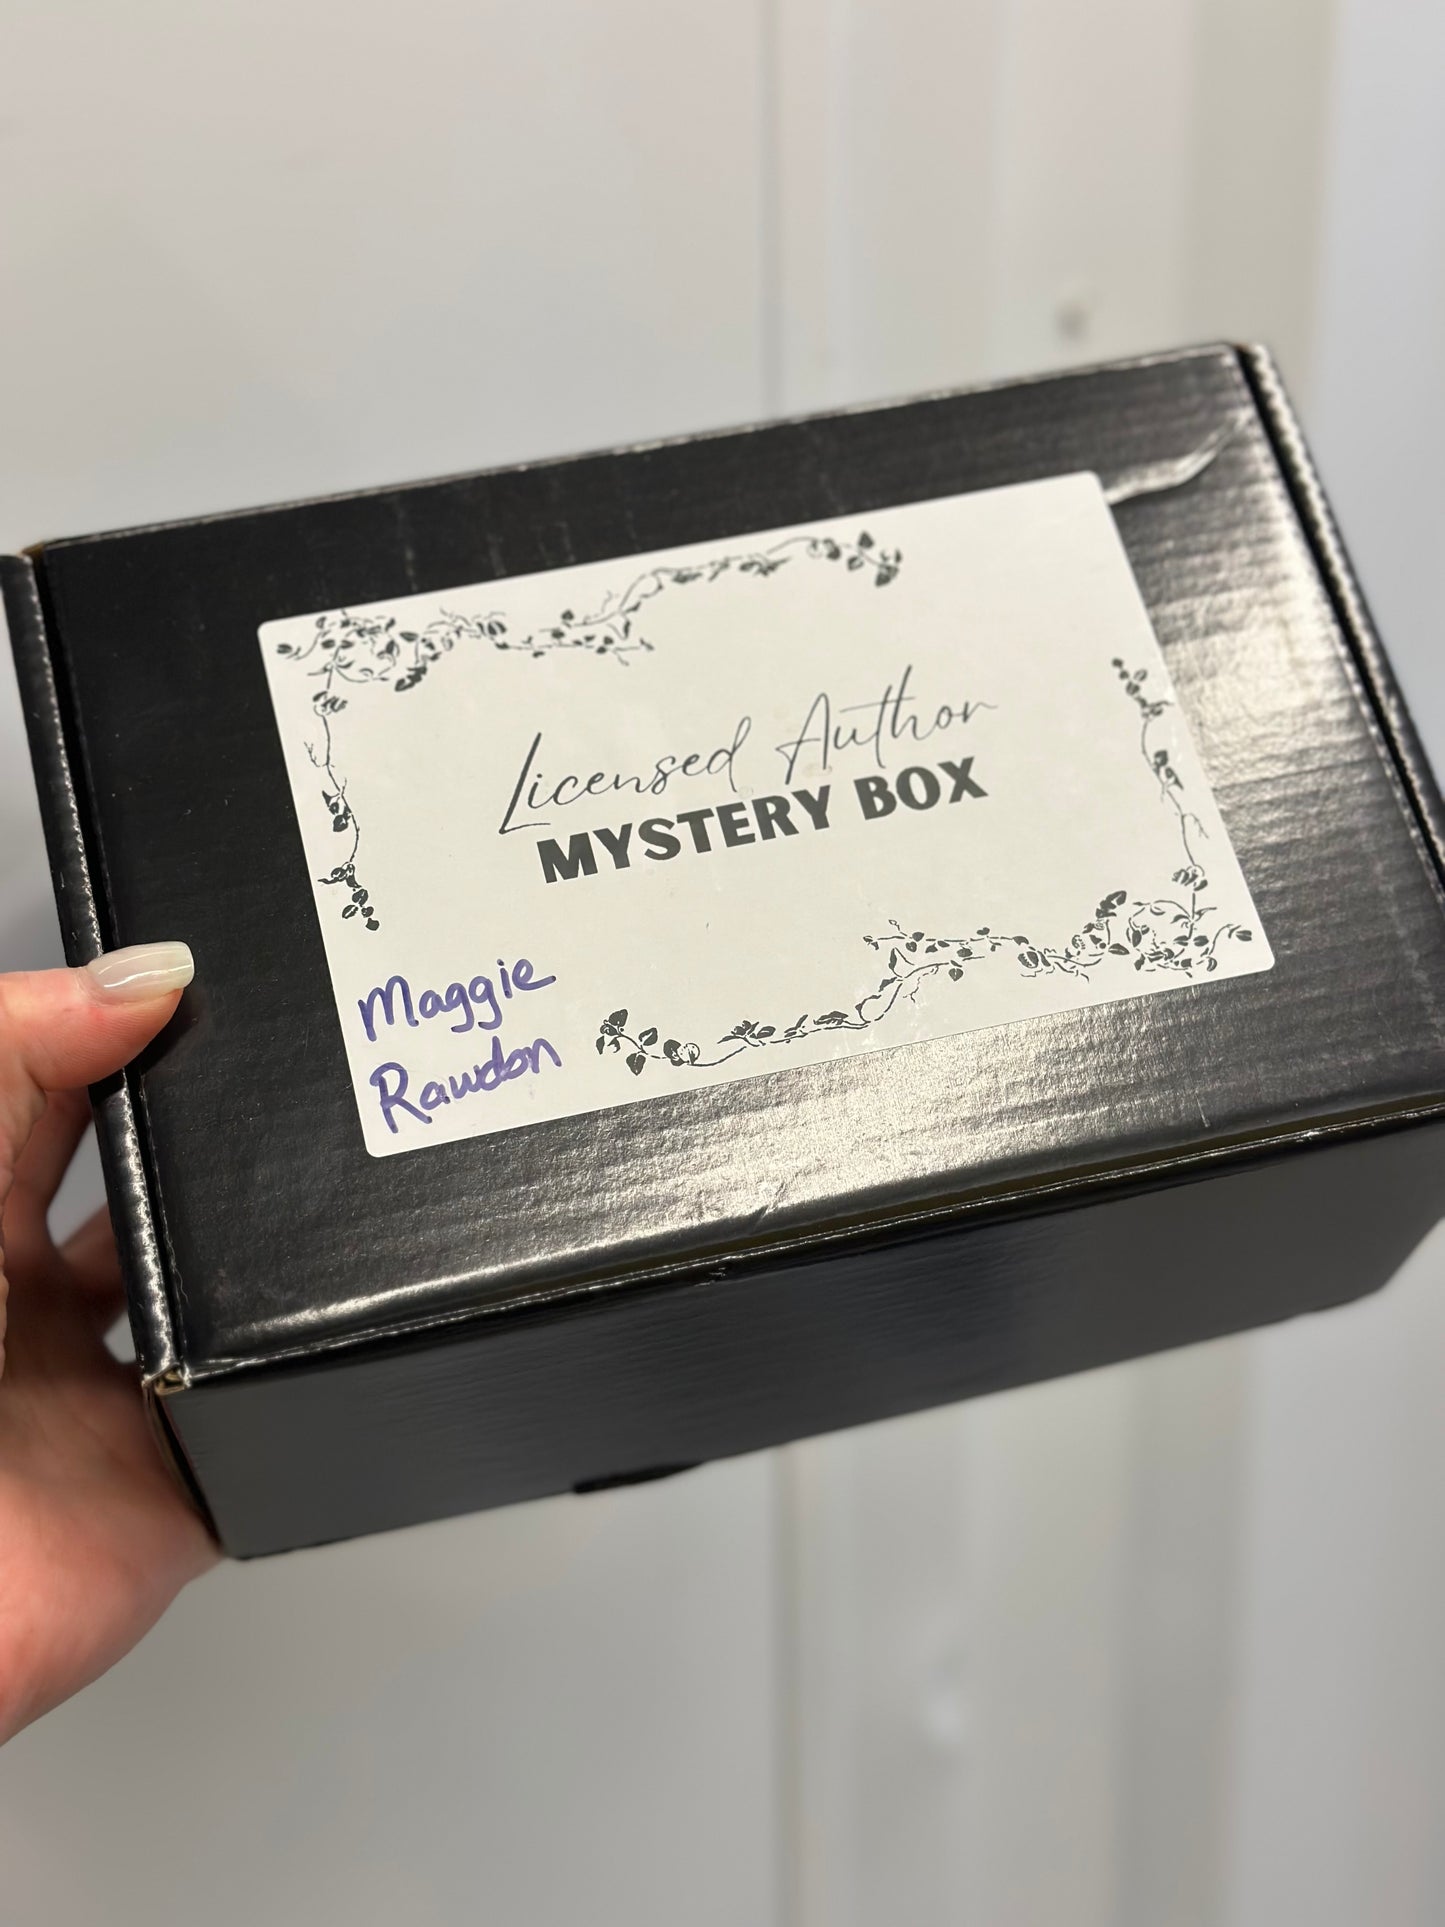 Licensed Author
MYSTERY BOX
Maggie
Rawdon